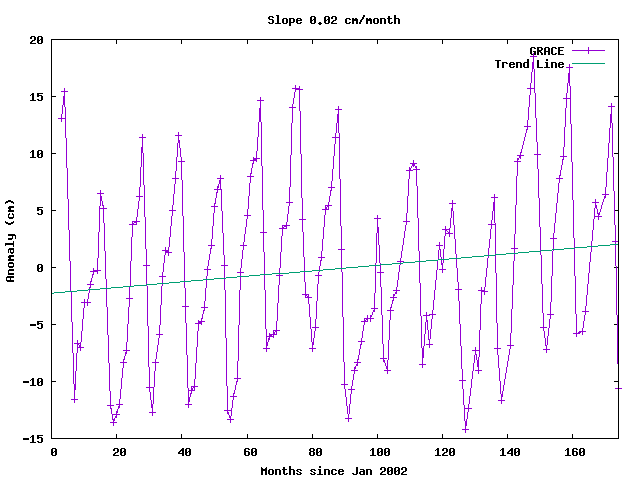 Slope 0.02 cm/month
GRACE
Trend Line
20
15
10
5
0
-5
-10
-15
Anomaly (cm)
0 20 40 60 80 100 120 140 160
Months since Jan 2002